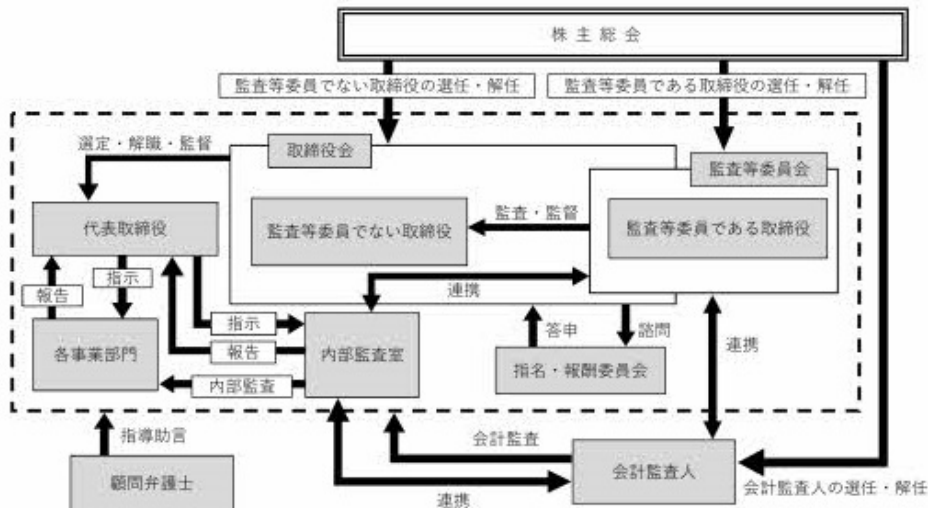 株主総会
監査等委員でない取締役の選任・解任
監査等委員である取締役の選任・解任
選定・解職・監督
取締役会
監査等委員会
代表取締役
監査等委員でない取締役
監査・監督
監査等委員である取締役
指示
報告
連携
指示
答申
諮問
連携
各事業部門
報告
内部監査室
指名・報酬委員会
内部監査
指導助言
会計監査
顧問弁護士
連携
会計監査人
会計監査人の選任・解任